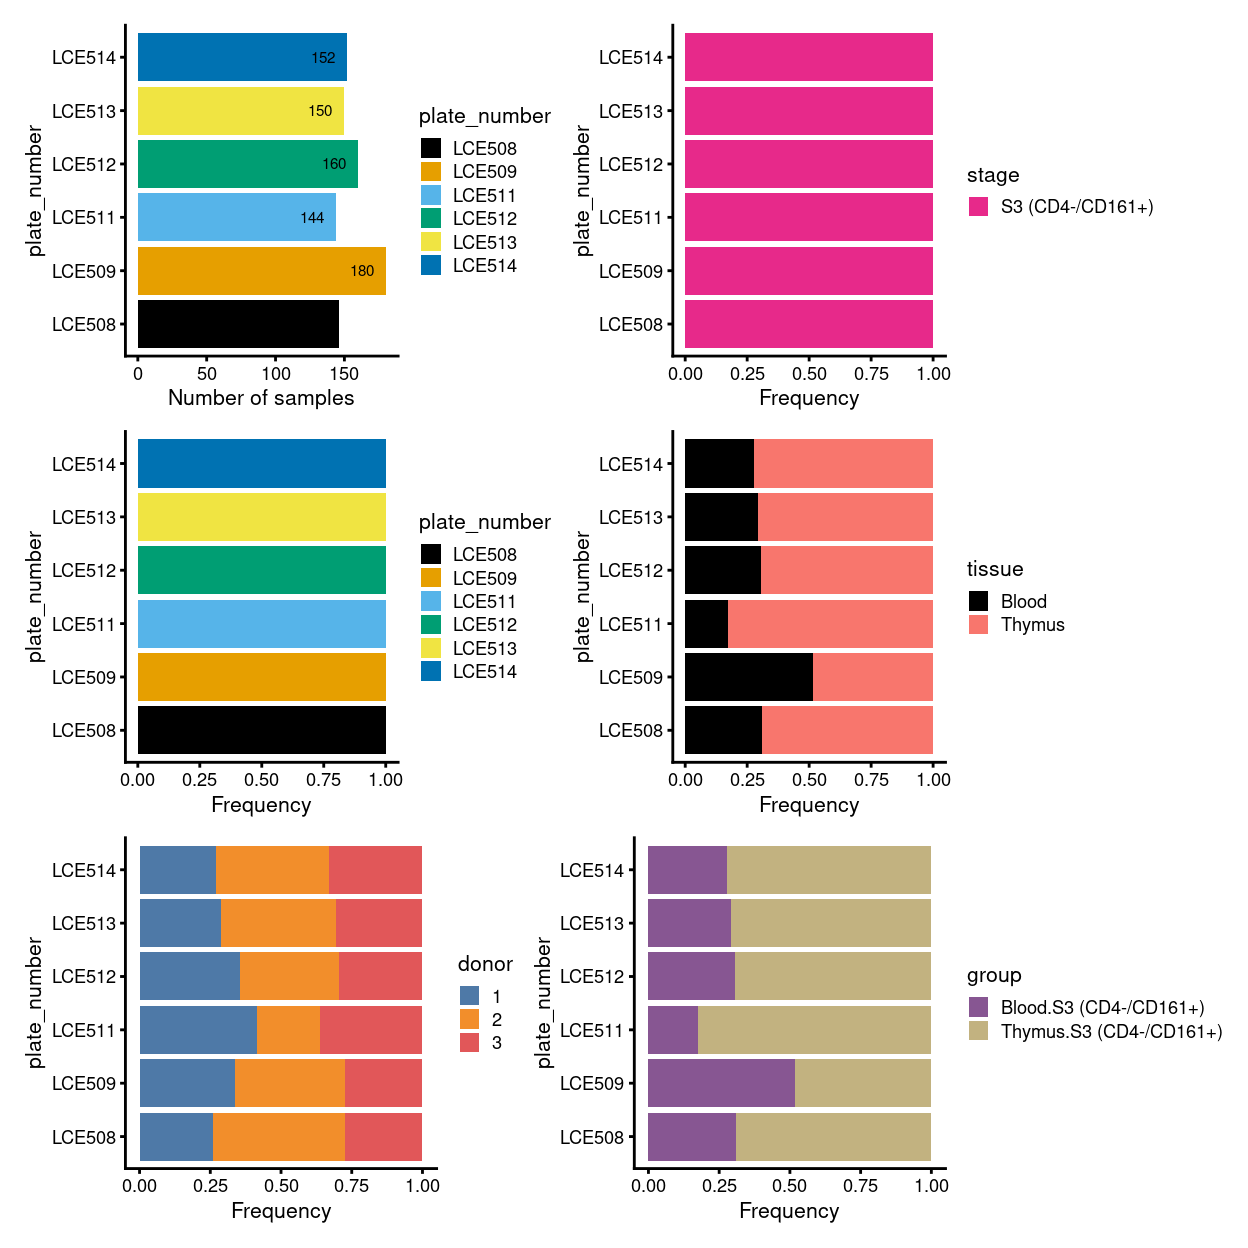 plate_number
LCE514
LCE513
LCE512
LCE511
LCE509
LCE508
152
150
160
144
180
0 50 100 150
Number of samples
plate_number
LCE508
LCE509
LCE511
LCE512
LCE513
LCE514
plate_number
LCE514
LCE513
LCE512
LCE511
LCE509
LCE508
0.00 0.25 0.50 0.75 1.00
Frequency
stage
S3 (CD4-/CD161+)
plate_number
LCE514
LCE513
LCE512
LCE511
LCE509
LCE508
0.00 0.25 0.50 0.75 1.00
Frequency
plate_number
LCE508
LCE509
LCE511
LCE512
LCE513
LCE514
plate_number
LCE514
LCE513
LCE512
LCE511
LCE509
LCE508
0.00 0.25 0.50 0.75 1.00
Frequency
tissue
Blood
Thymus
plate_number
LCE514
LCE513
LCE512
LCE511
LCE509
LCE508
0.00 0.25 0.50 0.75 1.00
Frequency
donor
1
2
3
plate_number
LCE514
LCE513
LCE512
LCE511
LCE509
LCE508
0.00 0.25 0.50 0.75 1.00
Frequency
group
Blood.S3 (CD4-/CD161+)
Thymus.S3 (CD4-/CD161+)